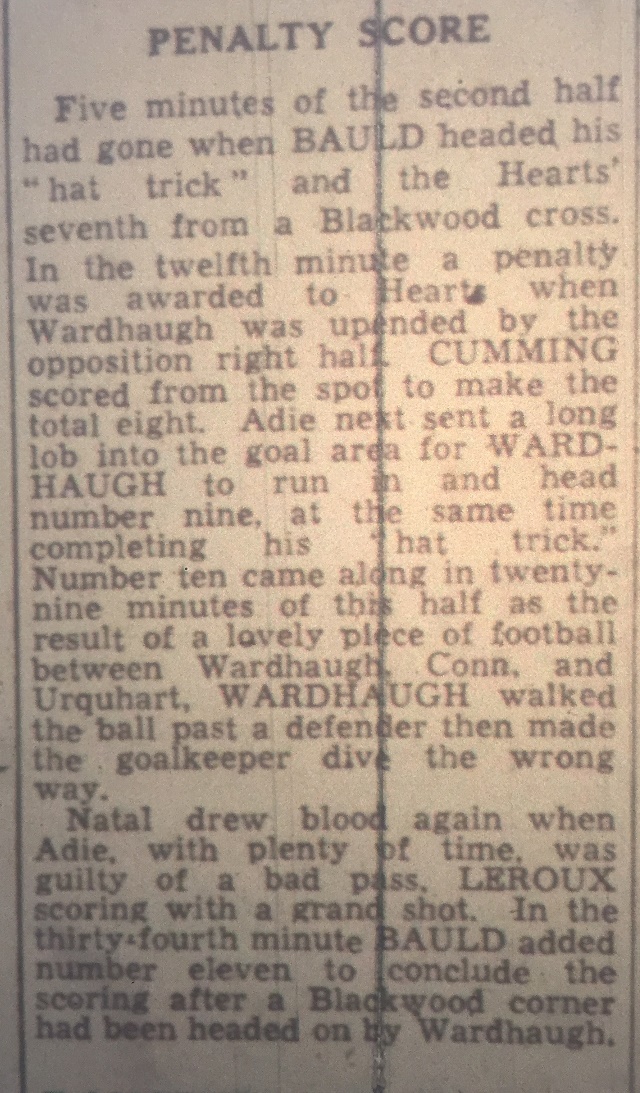 PENALTY SCORE
Five minutes of the second half
had gone when BAULD headed his
“hat trick” and the Hearts’
seventh from a Blackwood cross.
In the twelfth minute a penalty
was awarded to Hearts when
Wardhaugh was upended by the
opposition right half. CUMMING
scored from the spot to make the
total eight. Adie next sent a long
lob into the goal area for WARD-
HAUGH to run in and head
number nine, at the same time
completing his “hat trick.”
Number ten came along in twenty-
nine minutes of this half as the
result of a lovely piece of football
between Wardhaugh, Conn, and
Urquhart, WARDHAUGH walked
the ball past a defender then made
the goalkeeper dive the wrong
way.
Natal drew blood again when
Adie, with plenty of time, was
guilty of a bad pass, LEROUX
scoring with a grand shot. In the
thirty-fourth minute BAULD added
number eleven to conclude the
scoring after a Blackwood corner
had been headed on by Wardhaugh.